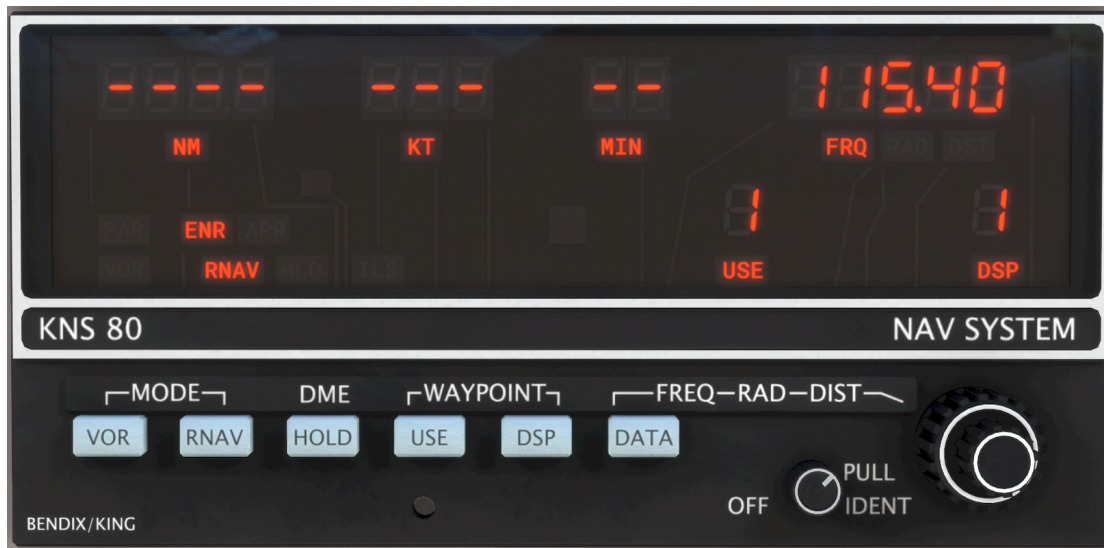 ---- --- -- 115.40
NM KT MIN FRQ RAD DST
PAR ENR APR 1 1
VOR RNAV HLD ILS USE DSP
KNS 80 NAV SYSTEM
MODE DME WAYPOINT FREQ-RAD-DIST
VOR RNAV HOLD USE DSP DATA
PULL
OFF IDENT
BENDIX/KING